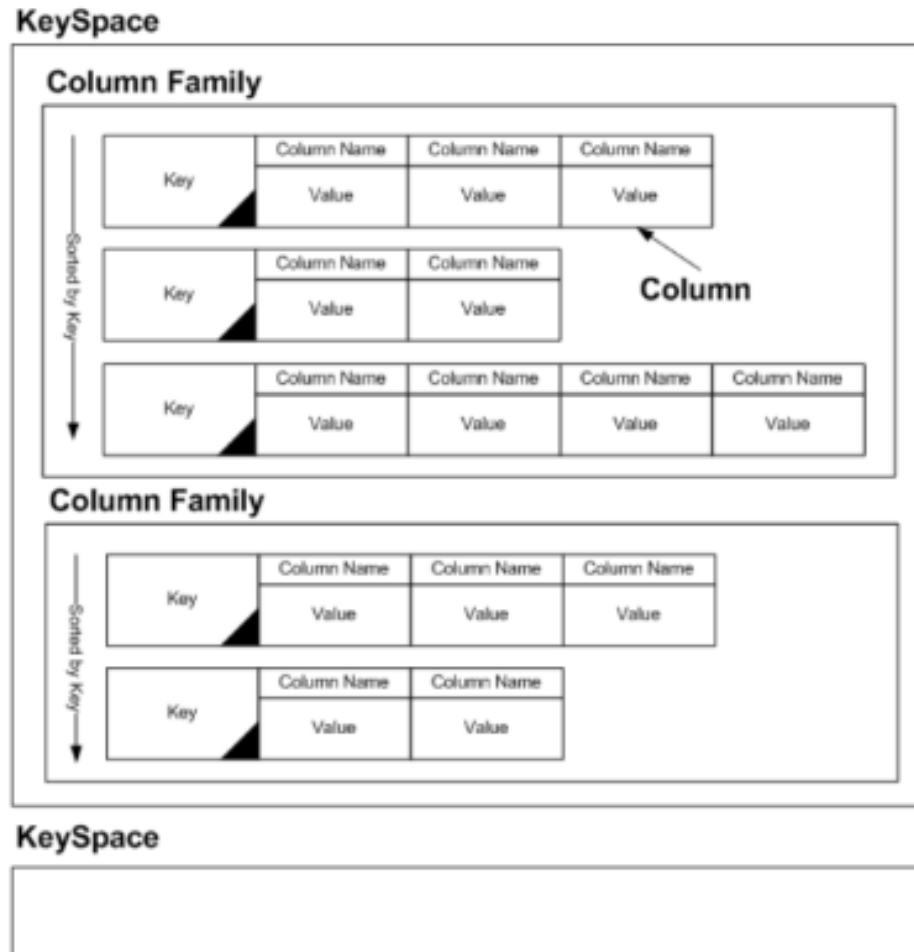 KeySpace
Column Family
Column Name Column Name Column Name
Key Value Value Value
Column Name Column Name
Column
Key Value Value
Sorted by Key
Column Name Column Name Column Name Column Name
Key Value Value Value Value
Column Family
Column Name Column Name Column Name
Key Value Value Value
Sorted by Key
Column Name Column Name
Key Value Value
KeySpace